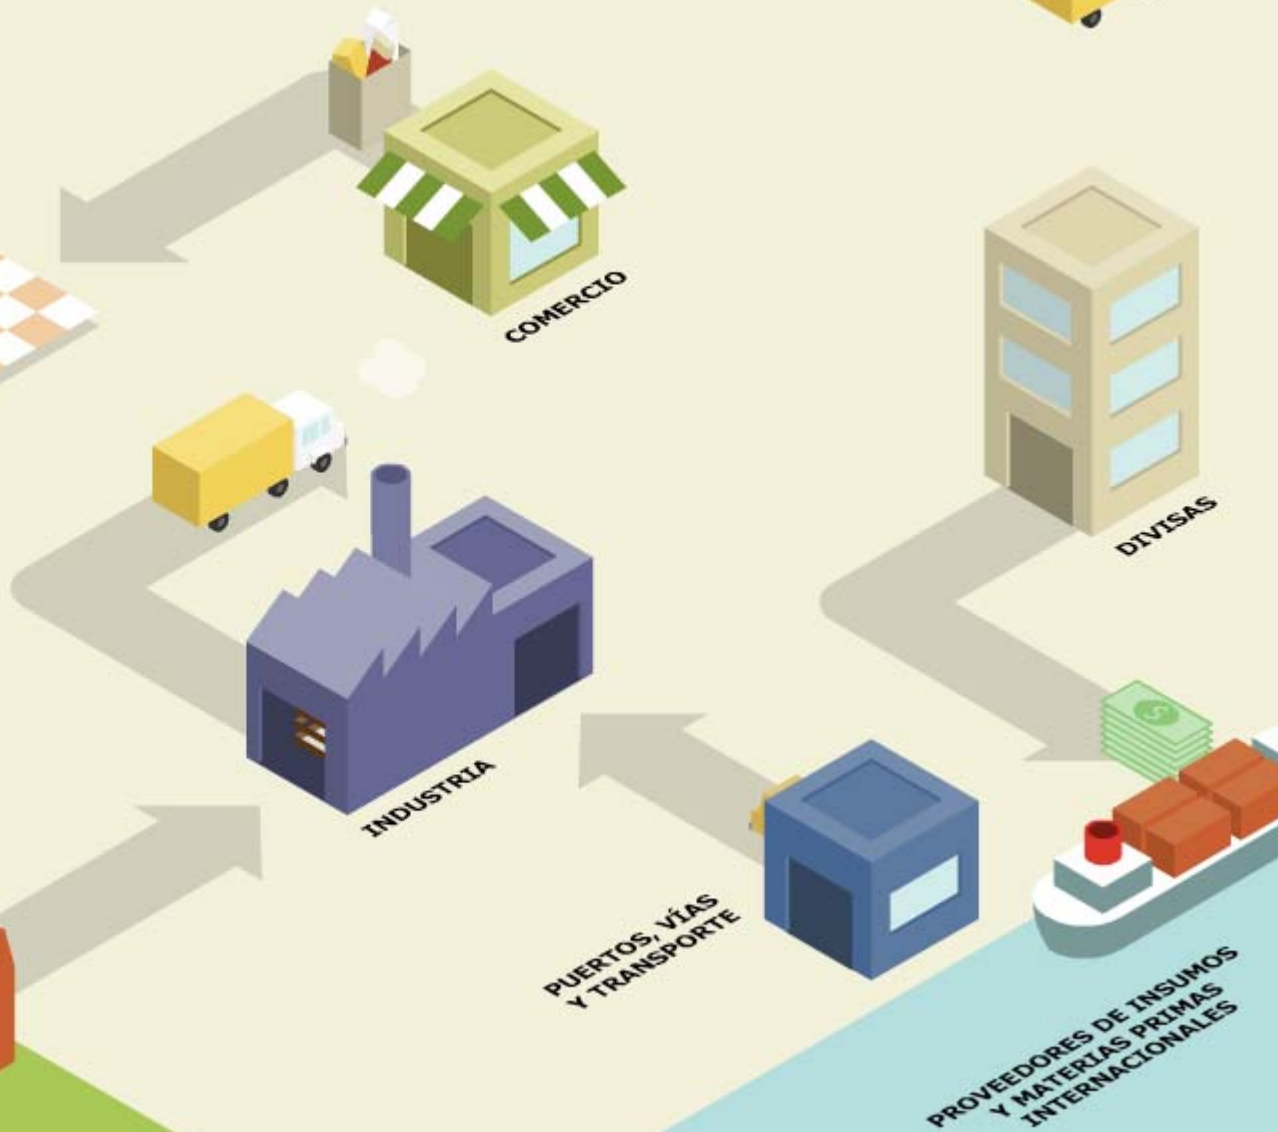 COMERCIO
DIVISAS
INDUSTRIA
PUERTOS, VÍAS
Y TRANSPORTE
PROVEEDORES DE INSUMOS
Y MATERIAS PRIMAS
INTERNACIONALES
$